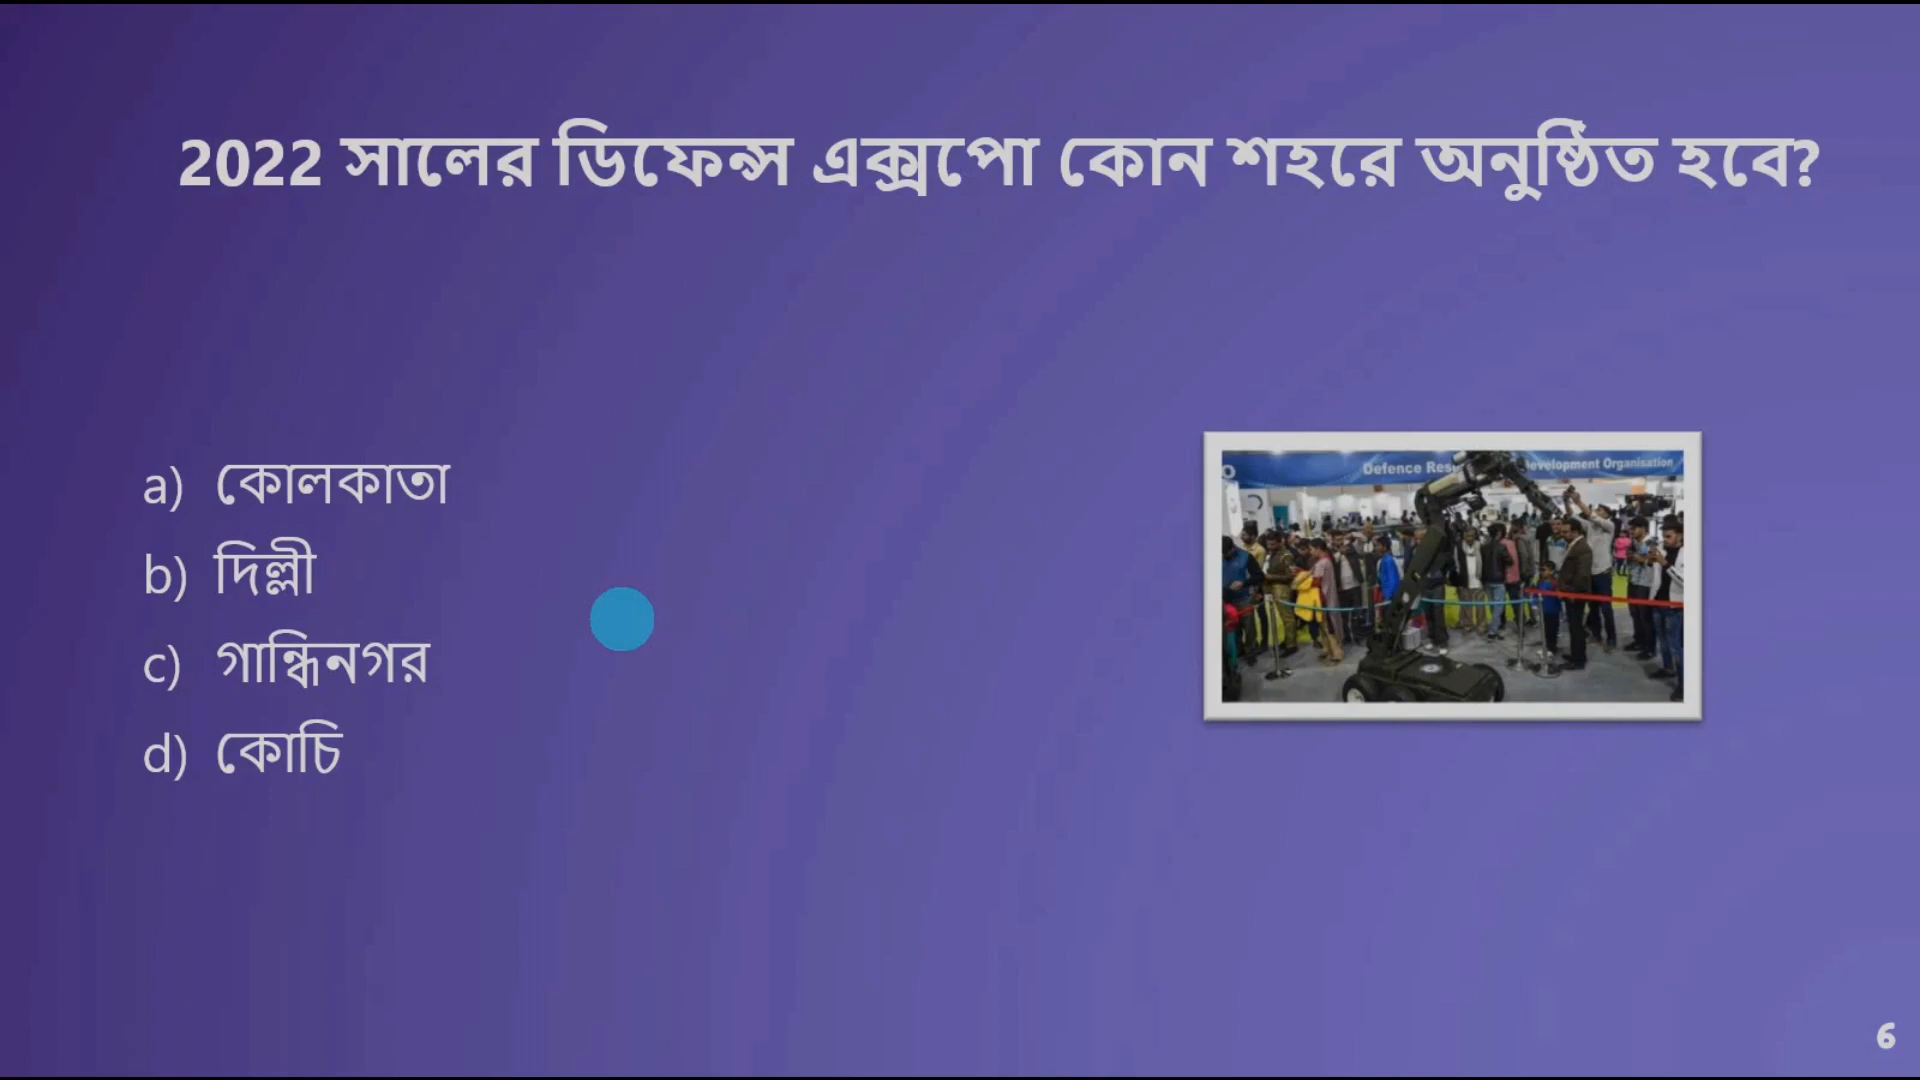 2022 সালের ডিফেন্স এক্সপো কোন শহরে অনুষ্ঠিত হবে?
a) কোলকাতা
b) দিল্লী
c) গান্ধিনগর
d) কোচি
Defence Res
evelopment Organisation
6